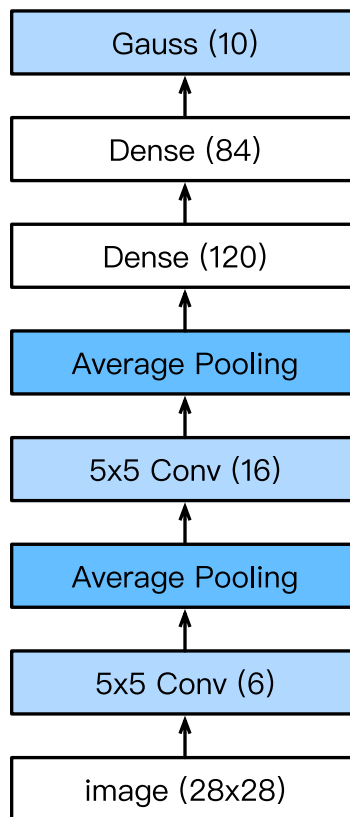 Gauss (10)
Dense (84)
Dense (120)
Average Pooling
5x5 Conv (16)
Average Pooling
5x5 Conv (6)
image (28x28)